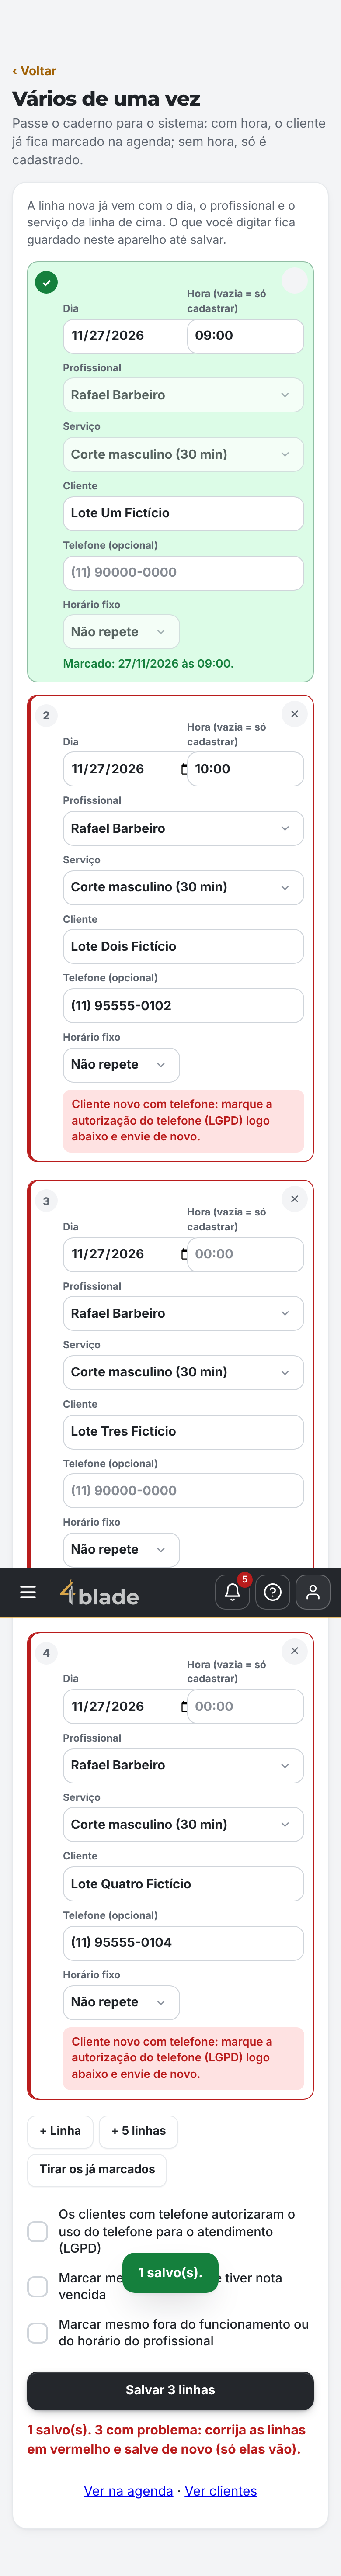 ‹ Voltar
Vários de uma vez
Passe o caderno para o sistema: com hora, o cliente
já fica marcado na agenda; sem hora, só é
cadastrado.
A linha nova já vem com o dia, o profissional e o
serviço da linha de cima. O que você digitar fica
guardado neste aparelho até salvar.
Dia
Hora (vazia = só
cadastrar)
11/27/2026
09:00
Profissional
Rafael Barbeiro
Serviço
Corte masculino (30 min)
Cliente
Lote Um Fictício
Telefone (opcional)
(11) 90000-0000
Horário fixo
Não repete
Marcado: 27/11/2026 às 09:00.
2
Dia
Hora (vazia = só
cadastrar)
11/27/2026
10:00
Profissional
Rafael Barbeiro
Serviço
Corte masculino (30 min)
Cliente
Lote Dois Fictício
Telefone (opcional)
(11) 95555-0102
Horário fixo
Não repete
Cliente novo com telefone: marque a
autorização do telefone (LGPD) logo
abaixo e envie de novo.
3
Dia
Hora (vazia = só
cadastrar)
11/27/2026
00:00
Profissional
Rafael Barbeiro
Serviço
Corte masculino (30 min)
Cliente
Lote Tres Fictício
Telefone (opcional)
(11) 90000-0000
Horário fixo
Não repete
4blade
5
4
Dia
Hora (vazia = só
cadastrar)
11/27/2026
00:00
Profissional
Rafael Barbeiro
Serviço
Corte masculino (30 min)
Cliente
Lote Quatro Fictício
Telefone (opcional)
(11) 95555-0104
Horário fixo
Não repete
Cliente novo com telefone: marque a
autorização do telefone (LGPD) logo
abaixo e envie de novo.
+ Linha
+ 5 linhas
Tirar os já marcados
Os clientes com telefone autorizaram o
uso do telefone para o atendimento
(LGPD)
1 salvo(s).
Marcar tiver nota
vencida
Marcar mesmo fora do funcionamento ou
do horário do profissional
Salvar 3 linhas
1 salvo(s). 3 com problema: corrija as linhas
em vermelho e salve de novo (só elas vão).
Ver na agenda · Ver clientes